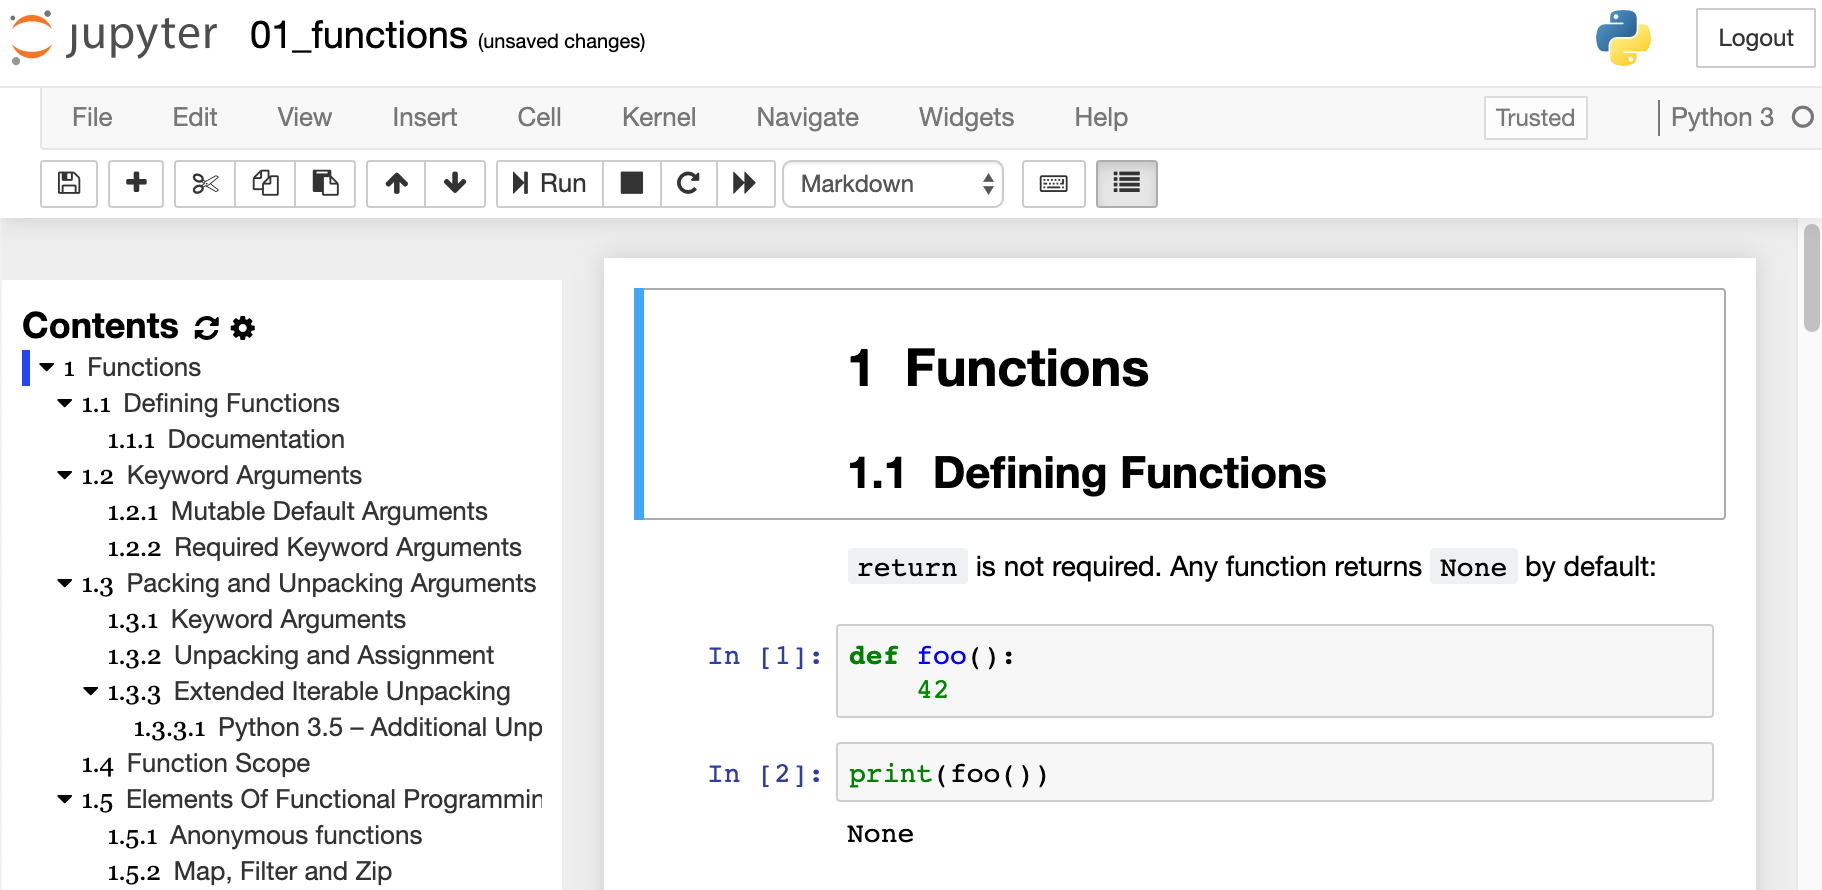 jupyter 01_functions (unsaved changes)
Logout
File Edit View Insert Cell Kernel Navigate Widgets Help
Trusted
Python 3
Run
Markdown
Contents
1 Functions
1.1 Defining Functions
1.1.1 Documentation
1.2 Keyword Arguments
1.2.1 Mutable Default Arguments
1.2.2 Required Keyword Arguments
1.3 Packing and Unpacking Arguments
1.3.1 Keyword Arguments
1.3.2 Unpacking and Assignment
1.3.3 Extended Iterable Unpacking
1.3.3.1 Python 3.5 – Additional Unp
1.4 Function Scope
1.5 Elements Of Functional Programmin
1.5.1 Anonymous functions
1.5.2 Map, Filter and Zip
1 Functions
1.1 Defining Functions
return is not required. Any function returns None by default:
In [1]: def foo():
42
In [2]: print(foo())
None